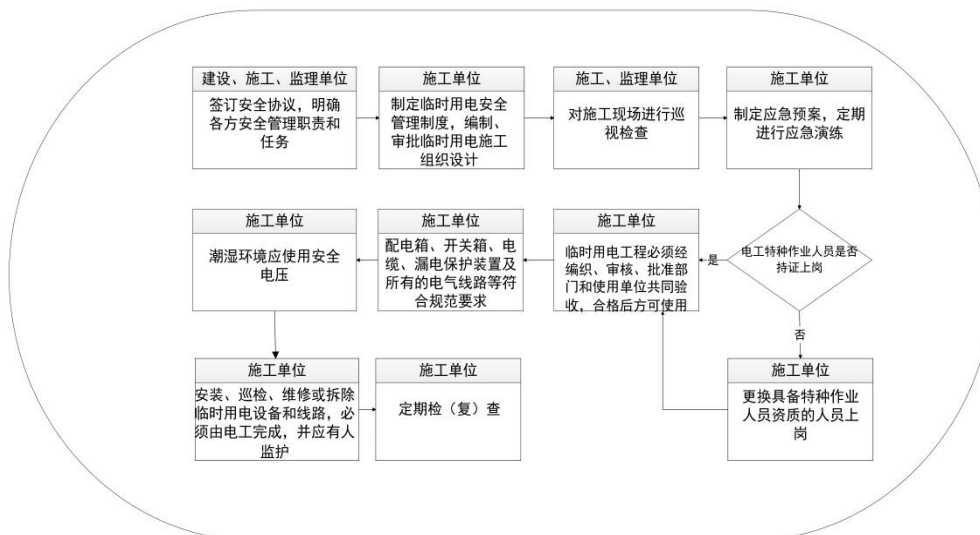 建设、施工、监理单位
签订安全协议，明确
各方安全管理职责和
任务
施工单位
制定临时用电安全
管理制度，编制、
审批临时用电施工
组织设计
施工、监理单位
对施工现场进行巡
视检查
施工单位
制定应急预案，定期
进行应急演练
电工特种作业人员是否
持证上岗
是
否
施工单位
更换具备特种作业
人员资质的人员上
岗
施工单位
临时用电工程必须经
编织、审核、批准部
门和使用单位共同验
收，合格后方可使用
施工单位
配电箱、开关箱、电
缆、漏电保护装置及
所有的电气线路等符
合规范要求
施工单位
潮湿环境应使用安全
电压
施工单位
安装、巡检、维修或拆除
临时用电设备和线路，必
须由电工完成，并应有人
监护
施工单位
定期检（复）查